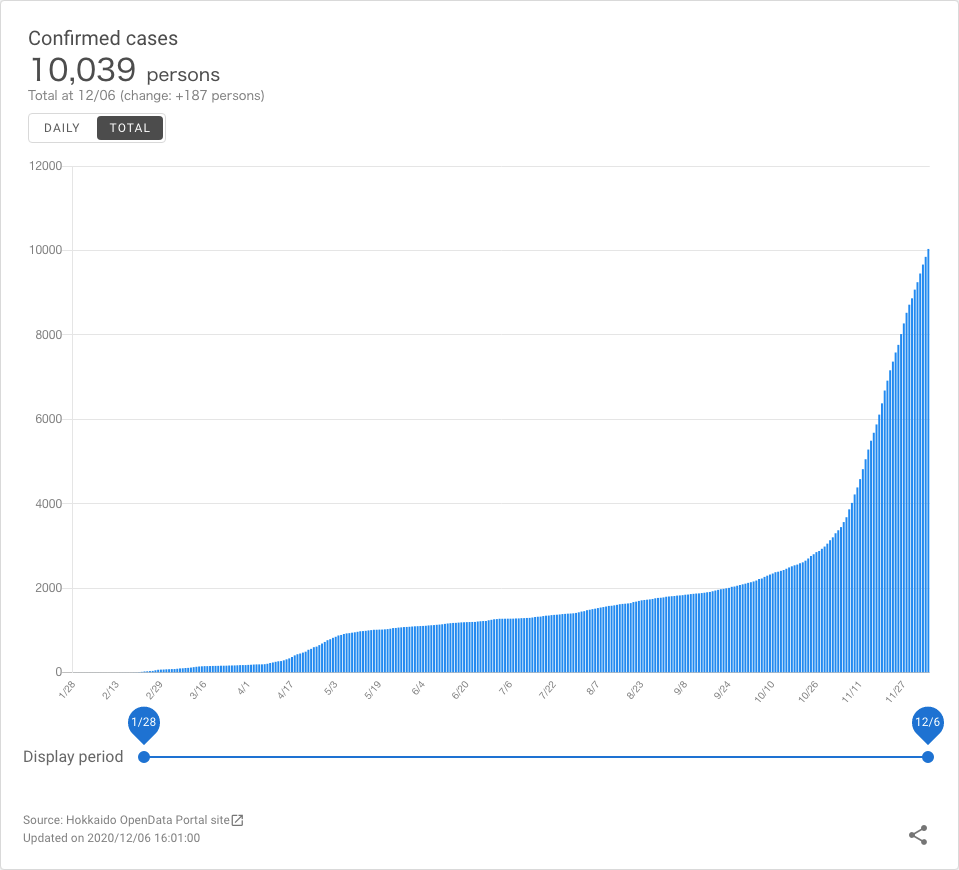 Confirmed cases
10,039 persons
Total at 12/06 (change: +187 persons)
DAILY TOTAL
12000
10000
8000
6000
4000
2000
0
1/28 2/13 2/29 3/16 4/1 4/17 5/3 5/19 6/4 6/20 7/6 7/22 8/7 8/23 9/8 9/24 10/10 10/26 11/11 11/27
1/28 12/6
Display period
Source: Hokkaido OpenData Portal site
Updated on 2020/12/06 16:01:00